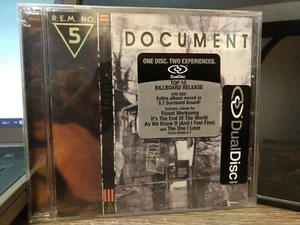 R.E.M. NO.
5
DOCUMENT
ONE DISC. TWO EXPERIENCES.
DualDisc
TOP 10
BILLBOARD RELEASE
DVD SIDE
Entire album mixed in
5.1 Surround Sound!
Includes videos for
Finest Worksong
It's The End Of The World
As We Know It (And I Feel Fine)
and The One I Love
DualDisc